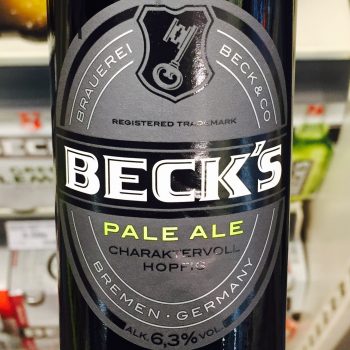 BRAUEREI BECK & CO
REGISTERED TRADEMARK
BECK'S
PALE ALE
CHARAKTERVOLL
HOPFIG
BREMEN · GERMANY
ALK. 6,3% VOL.